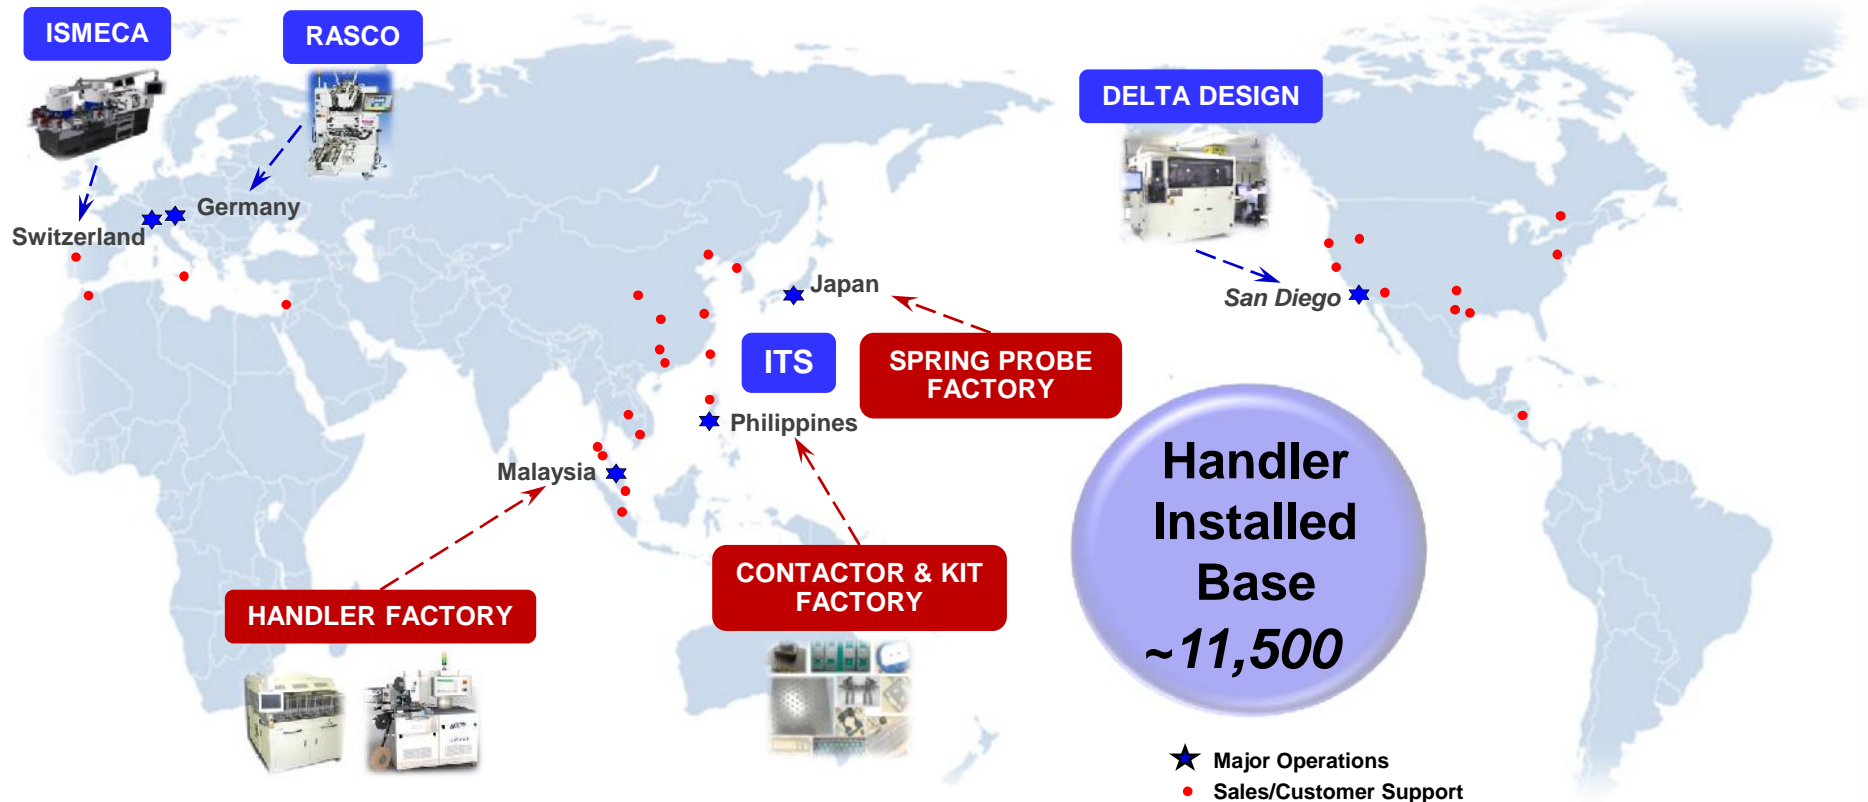 ISMECA
RASCO
DELTA DESIGN
Germany
Switzerland
Japan
San Diego
ITS
SPRING PROBE
FACTORY
Philippines
Malaysia
Handler
Installed
Base
~11,500
CONTACTOR & KIT
FACTORY
HANDLER FACTORY
Major Operations
Sales/Customer Support